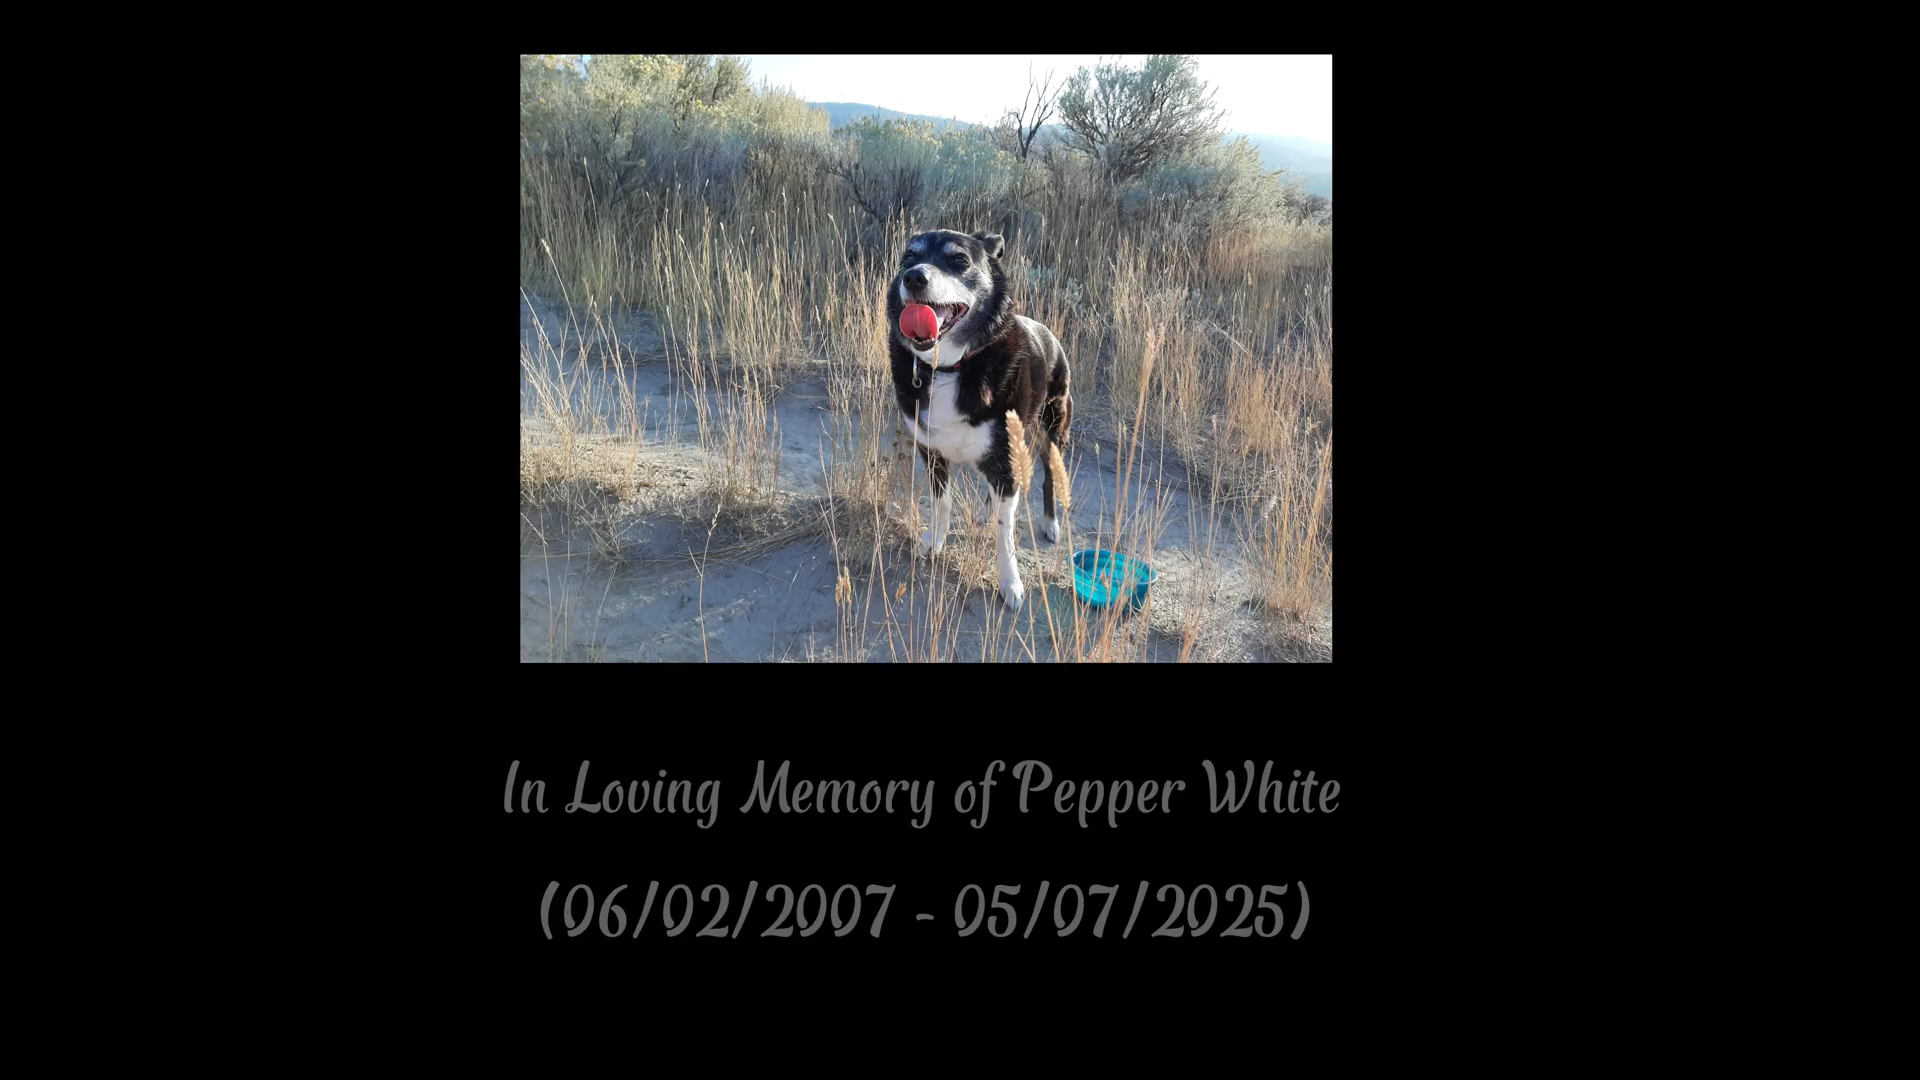 In Loving Memory of Pepper White
(06/02/2007 - 05/07/2025)